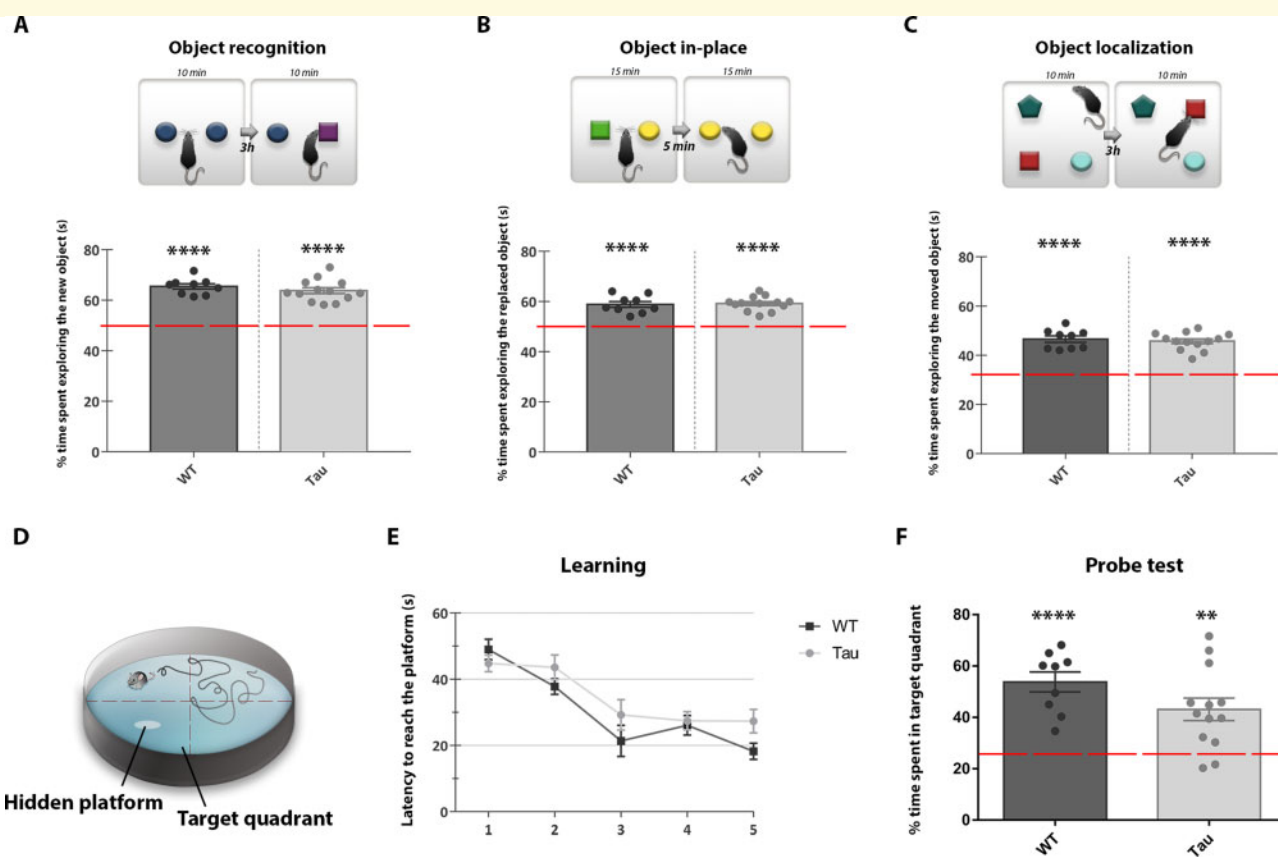 A
Object recognition
10 min
10 min
3h
% time spent exploring the new object (s)
80
60
40
20
0
****
****
WT
Tau
B
Object in-place
15 min
15 min
5 min
% time spent exploring the replaced object (s)
80
60
40
20
0
****
****
WT
Tau
C
Object localization
10 min
10 min
3h
% time spent exploring the moved object (s)
80
60
40
20
0
****
****
WT
Tau
D
Hidden platform
Target quadrant
E
Learning
Latency to reach the platform (s)
60
40
20
0
1 2 3 4 5
WT
Tau
F
Probe test
% time spent in target quadrant
80
60
40
20
0
****
**
WT
Tau